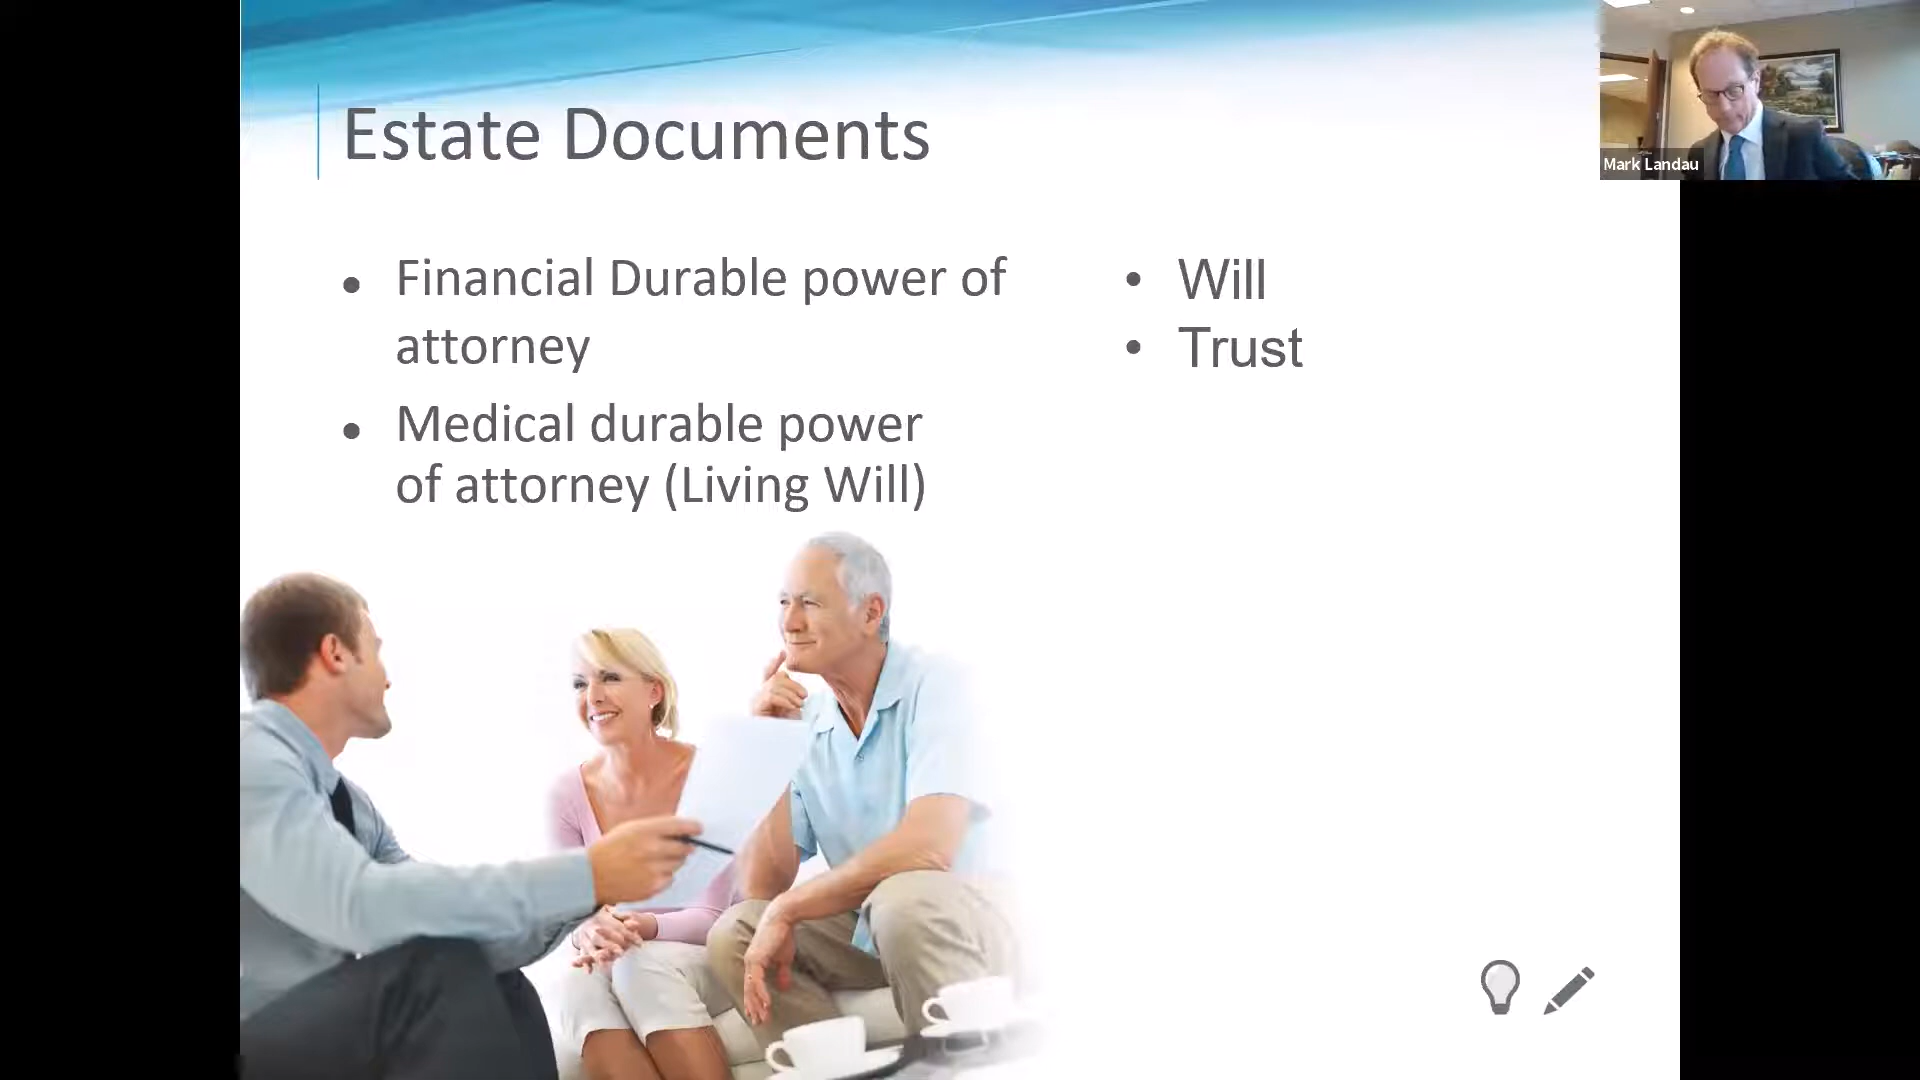 Estate Documents
Financial Durable power of
attorney
Medical durable power
of attorney (Living Will)
Will
Trust
Mark Landau